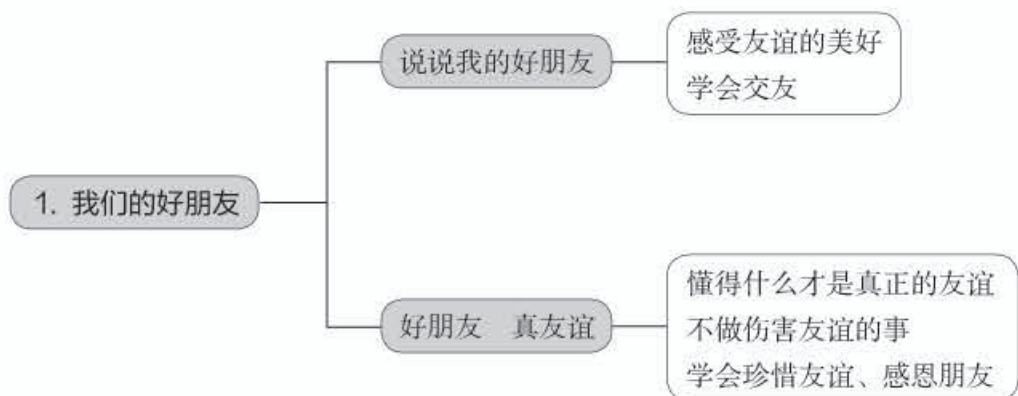 说说我的好朋友
感受友谊的美好
学会交友
1. 我们的好朋友
好朋友　真友谊
懂得什么才是真正的友谊
不做伤害友谊的事
学会珍惜友谊、感恩朋友